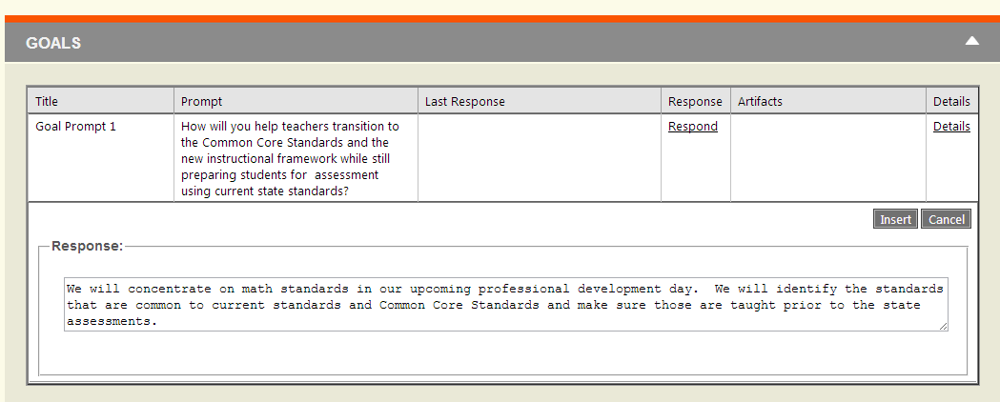 GOALS
Title Prompt Last Response Response Artifacts Details
Goal Prompt 1 How will you help teachers transition to Respond Details
the Common Core Standards and the
new instructional framework while still
preparing students for assessment
using current state standards?
Insert Cancel
Response:
We will concentrate on math standards in our upcoming professional development day. We will identify the standards
that are common to current standards and Common Core Standards and make sure those are taught prior to the state
assessments.